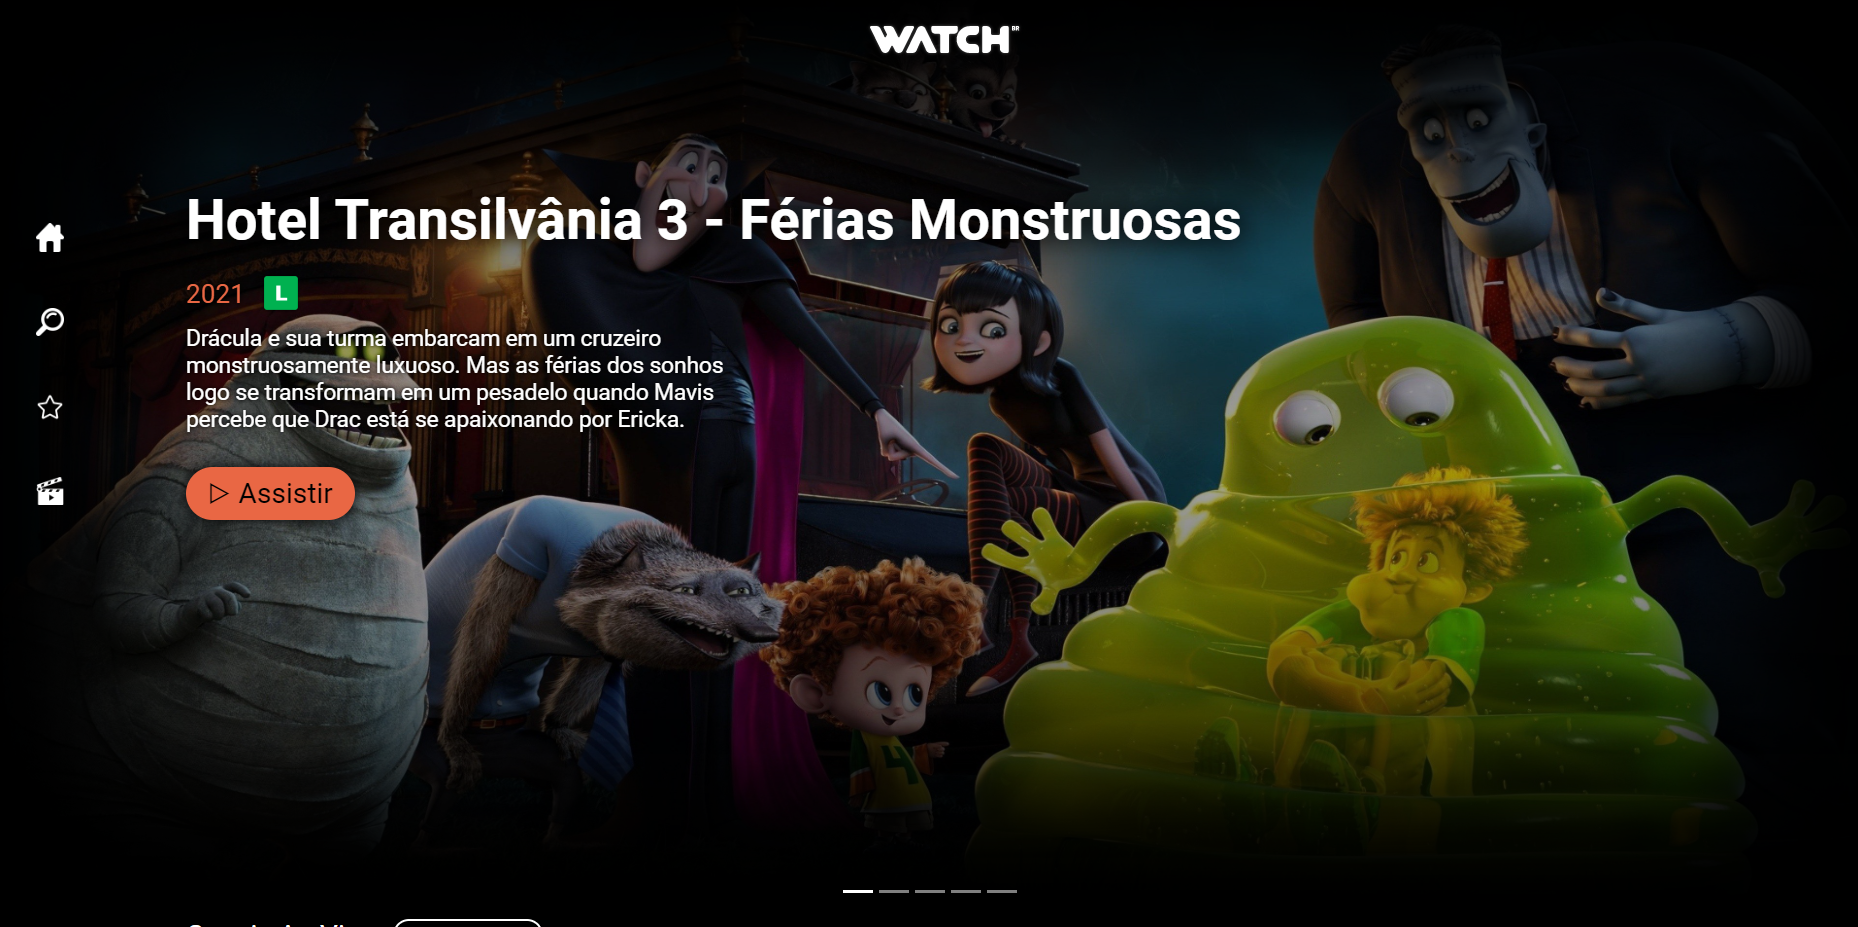 WATCH BR
Hotel Transilvânia 3 - Férias Monstruosas
2021 L
Drácula e sua turma embarcam em um cruzeiro
monstruosamente luxuoso. Mas as férias dos sonhos
logo se transformam em um pesadelo quando Mavis
percebe que Drac está se apaixonando por Ericka.
Assistir
4